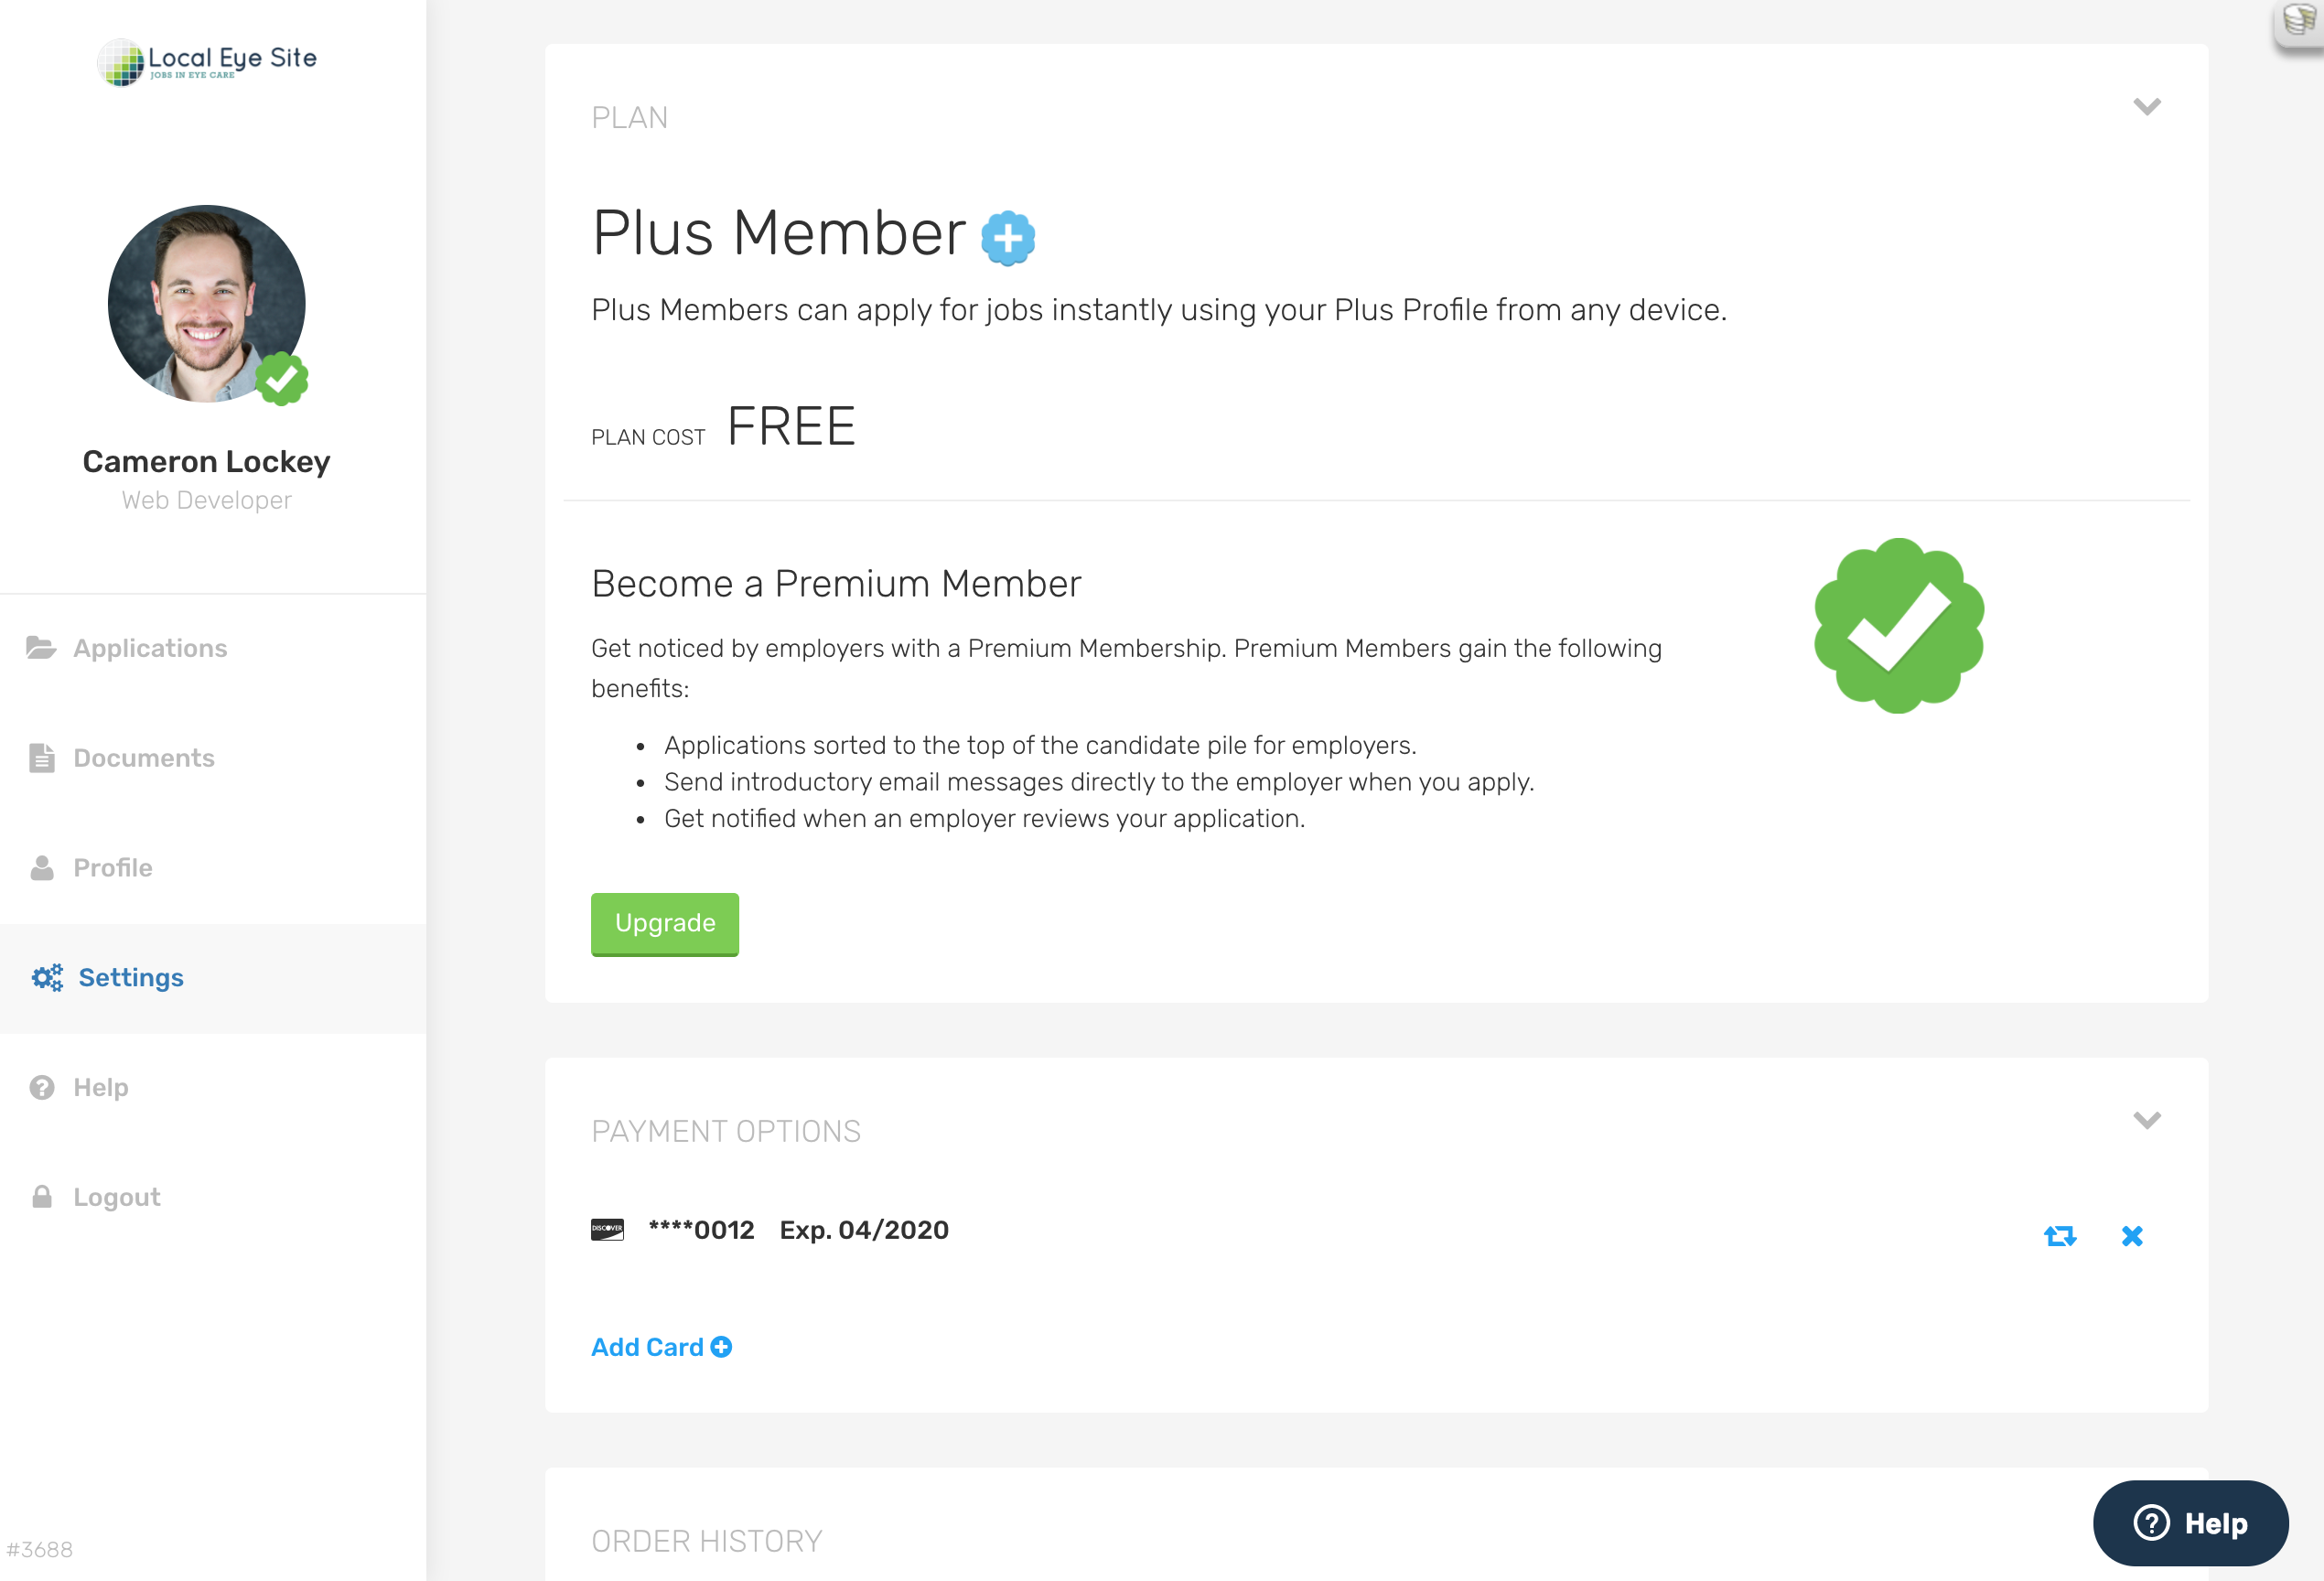 Local Eye Site
JOBS IN EYE CARE
Cameron Lockey
Web Developer
Applications
Documents
Profile
Settings
Help
Logout
#3688
PLAN
Plus Member
Plus Members can apply for jobs instantly using your Plus Profile from any device.
PLAN COST FREE
Become a Premium Member
Get noticed by employers with a Premium Membership. Premium Members gain the following
benefits:
• Applications sorted to the top of the candidate pile for employers.
• Send introductory email messages directly to the employer when you apply.
• Get notified when an employer reviews your application.
Upgrade
PAYMENT OPTIONS
DISCOVER ****0012 Exp. 04/2020
Add Card
ORDER HISTORY
Help